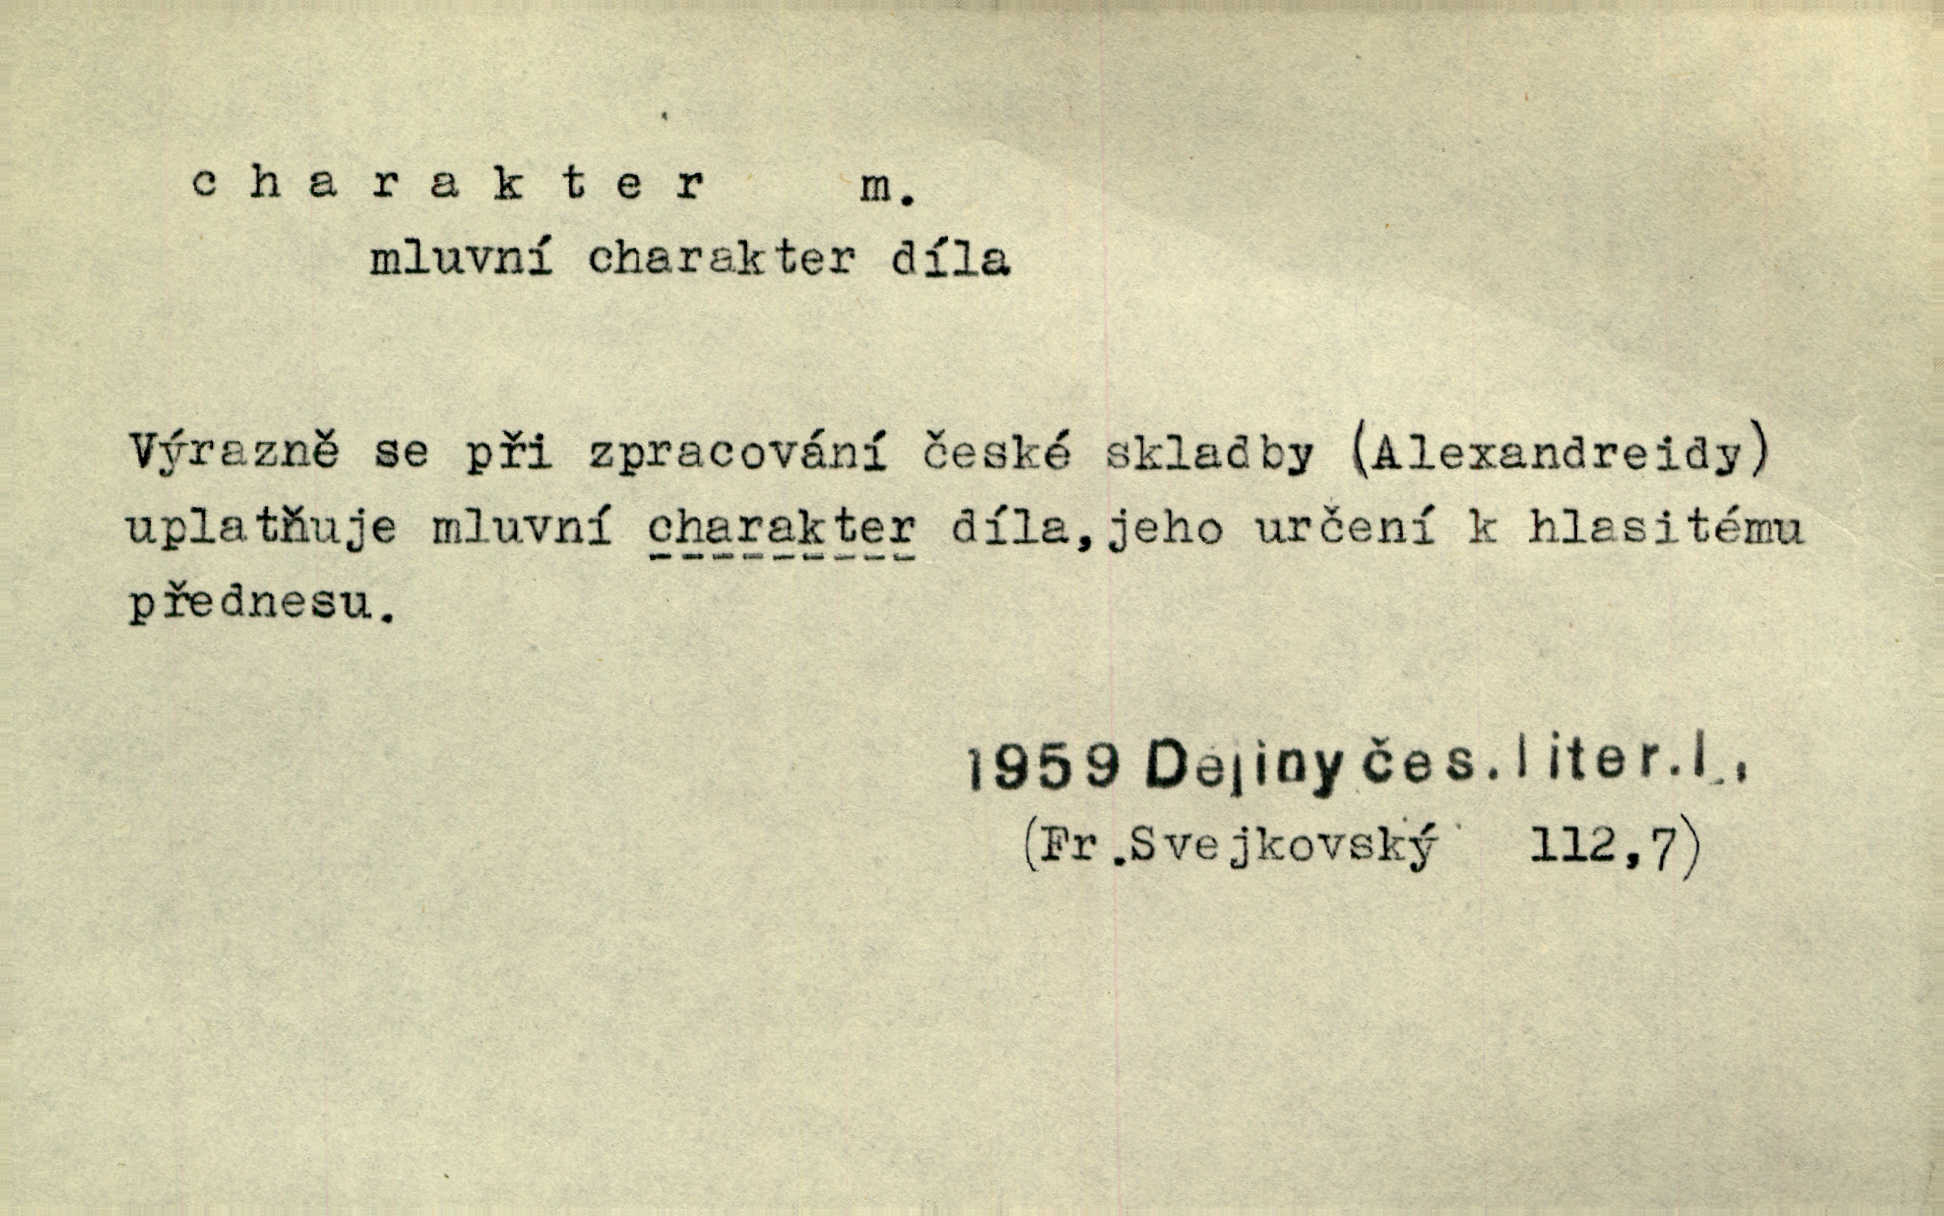 charakter m.
mluvní charakter díla
Výrazně se při zpracování české skladby (Alexandreidy)
uplatňuje mluvní charakter díla, jeho určení k hlasitému
přednesu.
1959 Dějiny čes. liter. I.,
(Fr. Svejkovský 112,7)